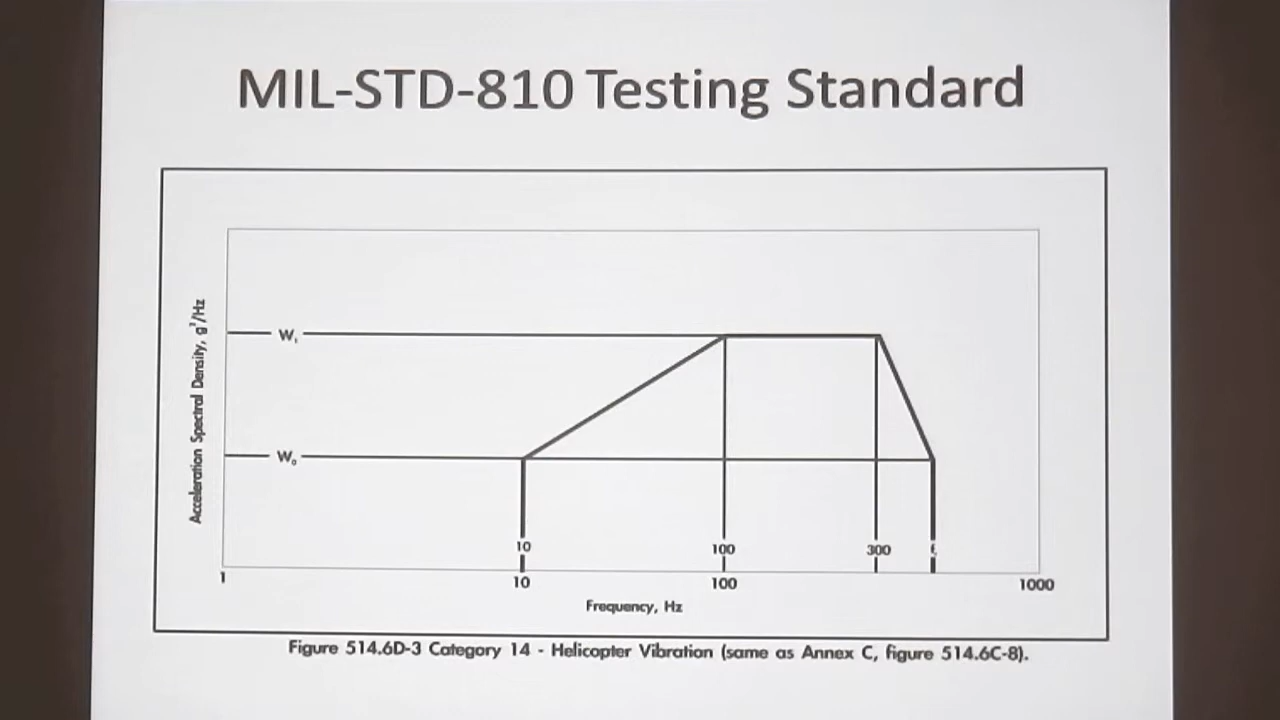 MIL-STD-810 Testing Standard
Acceleration Spectral Density, g²/Hz
W₁
W₀
10
100
300
1
10
100
1000
Frequency, Hz
Figure 514.6D-3 Category 14 - Helicopter Vibration (same as Annex C, figure 514.6C-8).